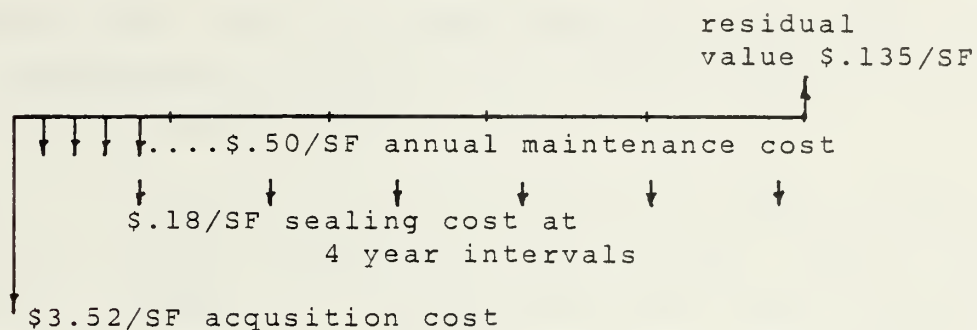 residual
value $.135/SF
....$.50/SF annual maintenance cost
$.18/SF sealing cost at
4 year intervals
$3.52/SF acqusition cost